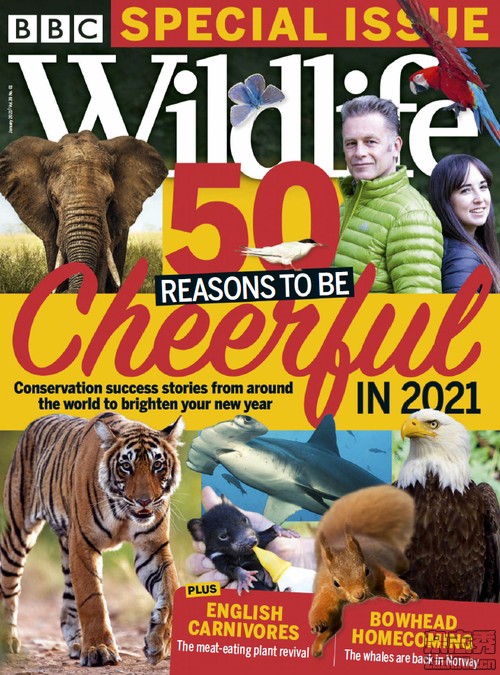 BBC
SPECIAL ISSUE
Wildlife
50
REASONS TO BE
Cheerful
IN 2021
Conservation success stories from around
the world to brighten your new year
PLUS
ENGLISH
CARNIVORES
The meat-eating plant revival
BOWHEAD
HOMECOMING
The whales are back in Norway